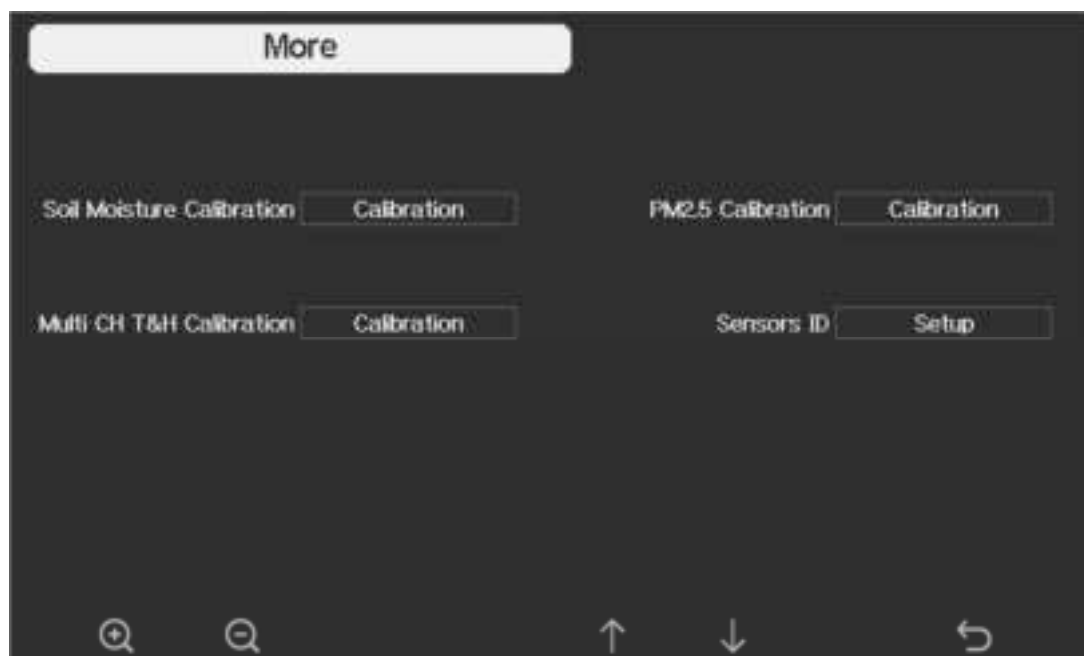 More
Soil Moisture Calibration Calibration PM2.5 Calibration Calibration
Multi CH T&H Calibration Calibration Sensors ID Setup